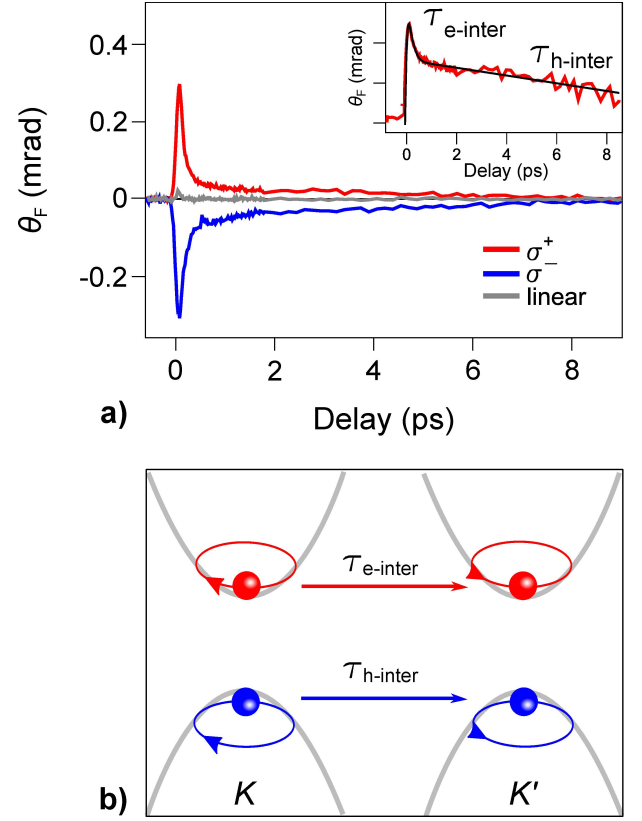 a)
θF (mrad)
0.4
0.2
0
-0.2
0
2
4
6
8
Delay (ps)
σ+
σ−
linear
θF (mrad)
τe-inter
τh-inter
0
2
4
6
8
Delay (ps)
b)
τe-inter
τh-inter
K
K'